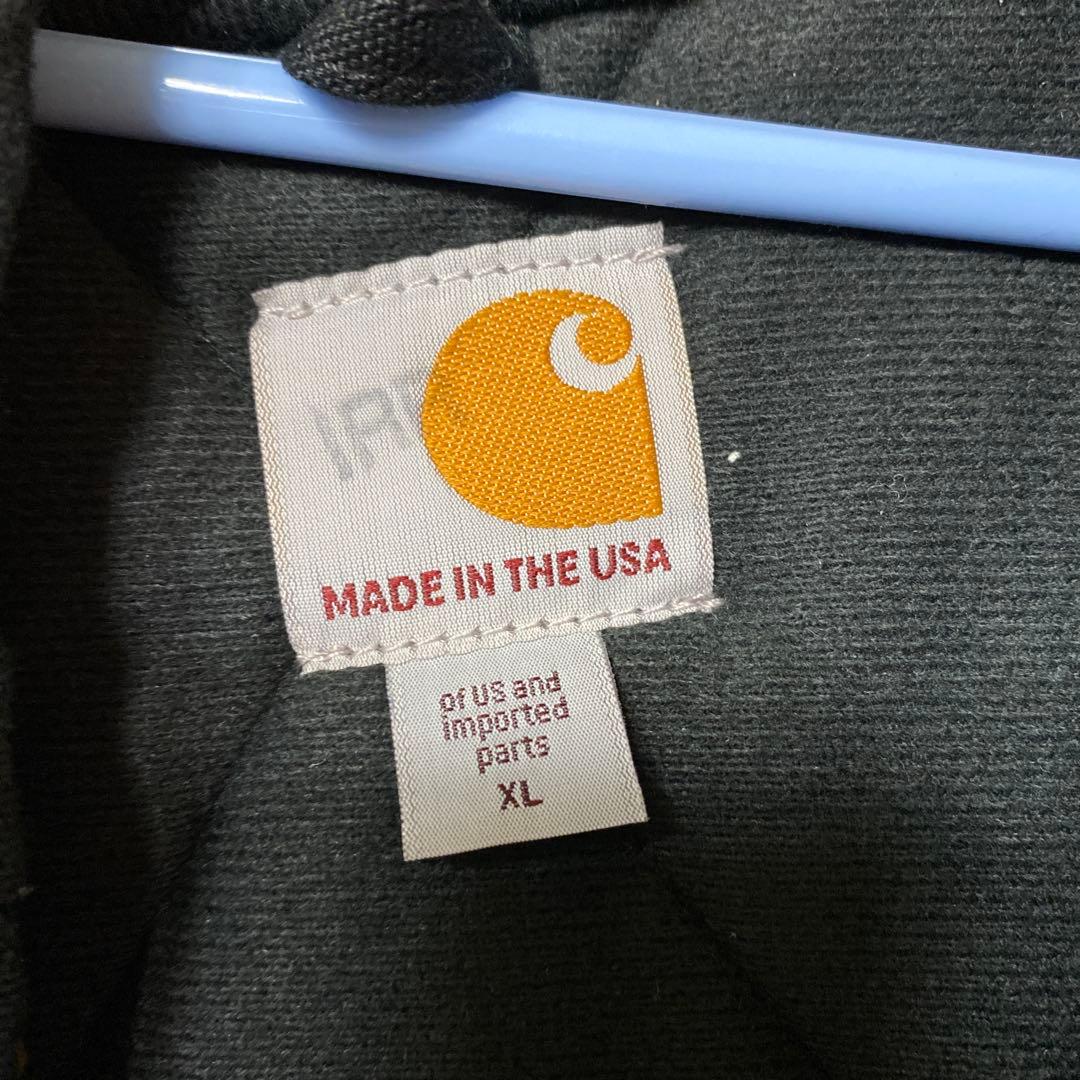 MADE IN THE USA
of US and
imported
parts
XL